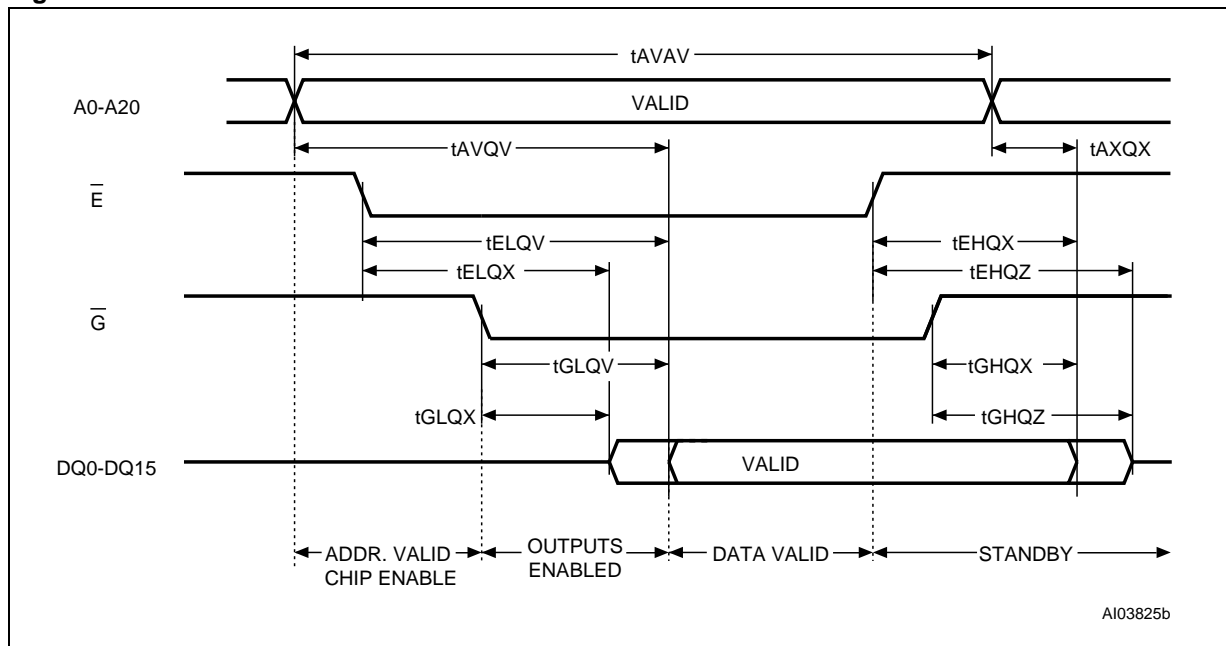 tAVAV
A0-A20
VALID
tAVQV
tAXQX
E
tELQV
tEHQX
tELQX
tEHQZ
G
tGLQV
tGHQX
tGLQX
tGHQZ
DQ0-DQ15
VALID
ADDR. VALID
CHIP ENABLE
OUTPUTS
ENABLED
DATA VALID
STANDBY
AI03825b